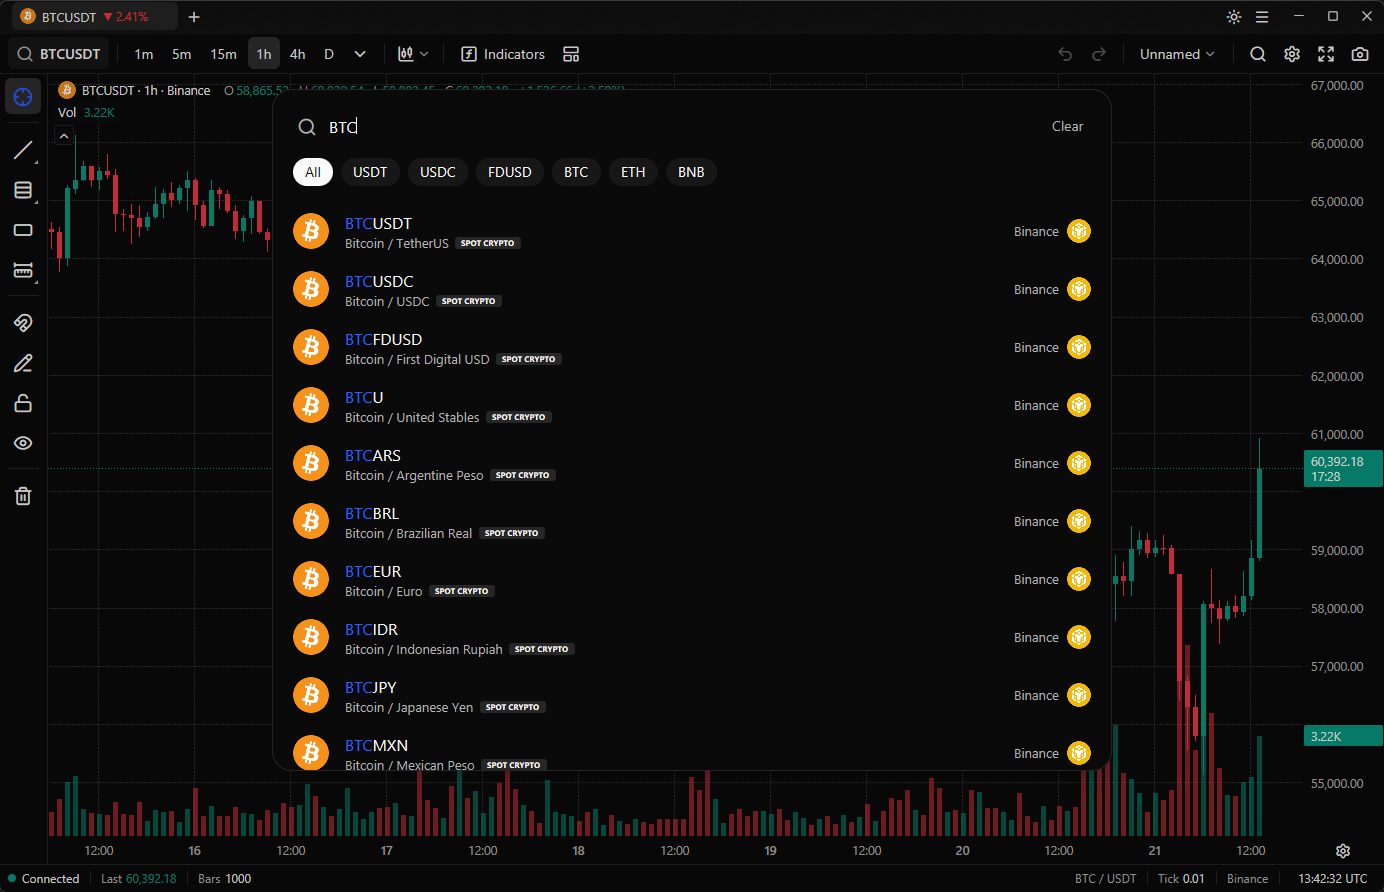 BTCUSDT ▼ 2.41% +
BTCUSDT 1m 5m 15m 1h 4h D Indicators Unnamed
BTCUSDT · 1h · Binance O 58,865.52
Vol 3.22K
BTC Clear
All USDT USDC FDUSD BTC ETH BNB
BTCUSDT
Bitcoin / TetherUS SPOT CRYPTO
Binance
BTCUSDC
Bitcoin / USDC SPOT CRYPTO
Binance
BTCFDUSD
Bitcoin / First Digital USD SPOT CRYPTO
Binance
BTCU
Bitcoin / United Stables SPOT CRYPTO
Binance
BTCARS
Bitcoin / Argentine Peso SPOT CRYPTO
Binance
BTCBRL
Bitcoin / Brazilian Real SPOT CRYPTO
Binance
BTCEUR
Bitcoin / Euro SPOT CRYPTO
Binance
BTCIDR
Bitcoin / Indonesian Rupiah SPOT CRYPTO
Binance
BTCJPY
Bitcoin / Japanese Yen SPOT CRYPTO
Binance
BTCMXN
Bitcoin / Mexican Peso SPOT CRYPTO
Binance
67,000.00
66,000.00
65,000.00
64,000.00
63,000.00
62,000.00
61,000.00
60,392.18
17:28
59,000.00
58,000.00
57,000.00
3.22K
55,000.00
12:00 16 12:00 17 12:00 18 12:00 19 12:00 20 12:00 21 12:00
Connected Last 60,392.18 Bars 1000 BTC / USDT Tick 0.01 Binance 13:42:32 UTC